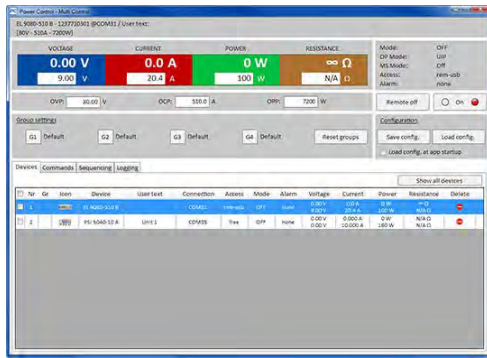 Power Control - Multi Control
EL 9080-510 B - 1237720301 @COM31 / User text:
[80V - 510A - 7200W]
VOLTAGE CURRENT POWER RESISTANCE
0.00 V 0.0 A 0 W ∞ Ω
9.00 V 20.4 A 100 W N/A Ω
Mode: OFF
OP Mode: UIP
MS Mode: Off
Access: rem-usb
Alarm: none
OVP: 80.00 V OCP: 510.0 A OPP: 7200 W
Remote off On
Group settings Configuration
G1 Default G2 Default G3 Default G4 Default Reset groups
Save config. Load config.
Load config. at app startup
Devices Commands Sequencing Logging
Show all devices
Nr Gr Icon Device User text Connection Access Mode Alarm Voltage Current Power Resistance Delete
1 EL 9080-510 B COM31 rem-usb OFF none 0.00 V 0.0 A 0 W ∞ Ω
9.00 V 20.4 A 100 W N/A Ω
2 PSI 5040-10 A Unit 1 COM35 free OFF none 0.00 V 0.000 A 0 W N/A Ω
0.00 V 10.000 A 160 W N/A Ω